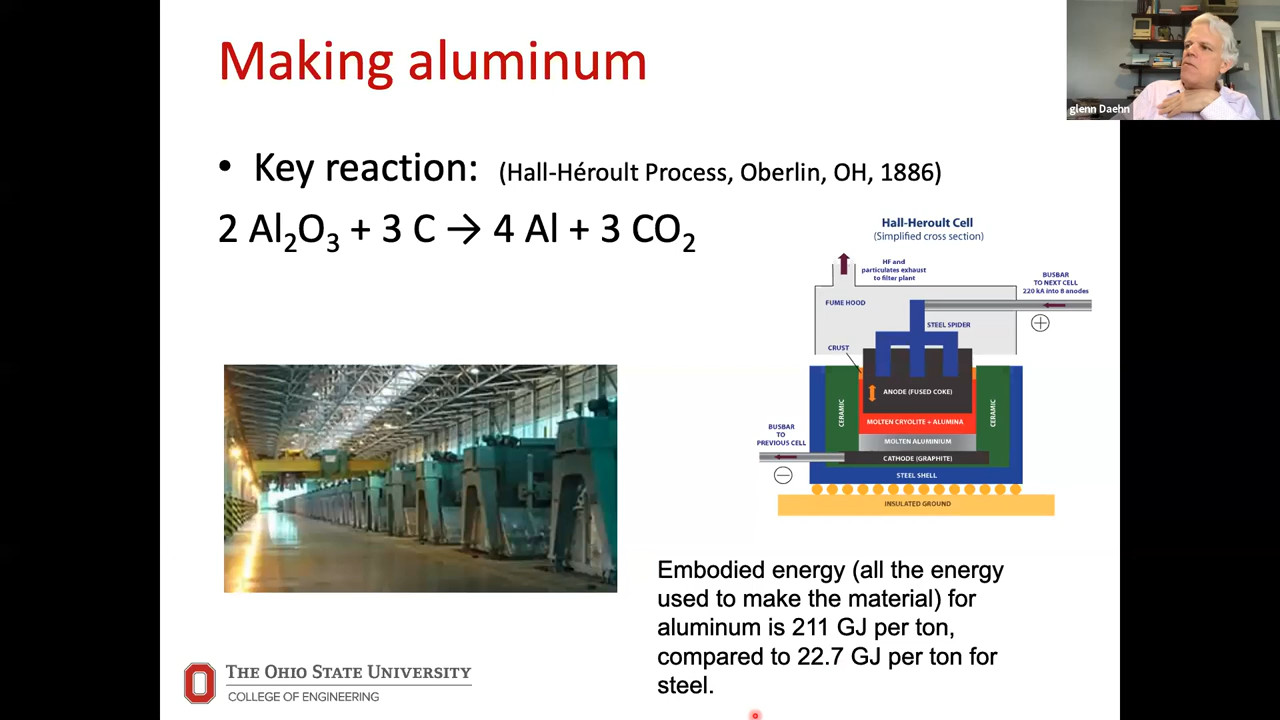 Making aluminum
glenn Daehn
• Key reaction: (Hall-Héroult Process, Oberlin, OH, 1886)
2 Al₂O₃ + 3 C → 4 Al + 3 CO₂
Hall-Heroult Cell
(Simplified cross section)
HF and
particulates exhaust
to filter plant
BUSBAR
TO NEXT CELL
220 kA into 8 anodes
FUME HOOD
+
STEEL SPIDER
CRUST
ANODE (FUSED COKE)
CERAMIC
CERAMIC
MOLTEN CRYOLITE + ALUMINA
BUSBAR
TO
PREVIOUS CELL
MOLTEN ALUMINIUM
CATHODE (GRAPHITE)
−
STEEL SHELL
INSULATED GROUND
Embodied energy (all the energy
used to make the material) for
aluminum is 211 GJ per ton,
compared to 22.7 GJ per ton for
steel.
THE OHIO STATE UNIVERSITY
COLLEGE OF ENGINEERING